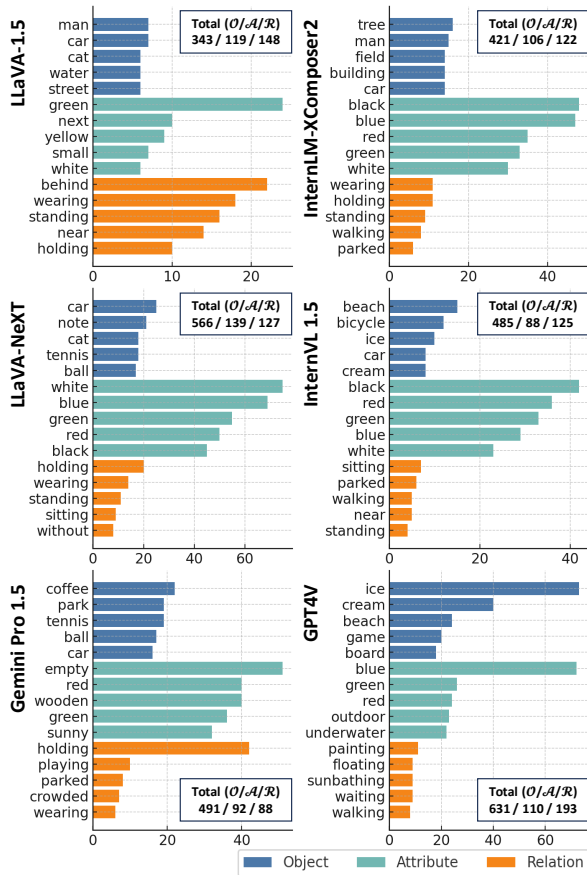 LLaVA-1.5
man
car
cat
water
street
green
next
yellow
small
white
behind
wearing
standing
near
holding
Total (O/A/R)
343 / 119 / 148
0 10 20
InternLM-XComposer2
tree
man
field
building
car
black
blue
red
green
white
wearing
holding
standing
walking
parked
Total (O/A/R)
421 / 106 / 122
0 20 40
LLaVA-NeXT
car
note
cat
tennis
ball
white
blue
green
red
black
holding
wearing
standing
sitting
without
Total (O/A/R)
566 / 139 / 127
0 20 40 60
InternVL 1.5
beach
bicycle
ice
car
cream
black
red
green
blue
white
sitting
parked
walking
near
standing
Total (O/A/R)
485 / 88 / 125
0 20 40
Gemini Pro 1.5
coffee
park
tennis
ball
car
empty
red
wooden
green
sunny
holding
playing
parked
crowded
wearing
Total (O/A/R)
491 / 92 / 88
0 20 40
GPT4V
ice
cream
beach
game
board
blue
green
red
outdoor
underwater
painting
floating
sunbathing
waiting
walking
Total (O/A/R)
631 / 110 / 193
0 20 40 60
Object Attribute Relation